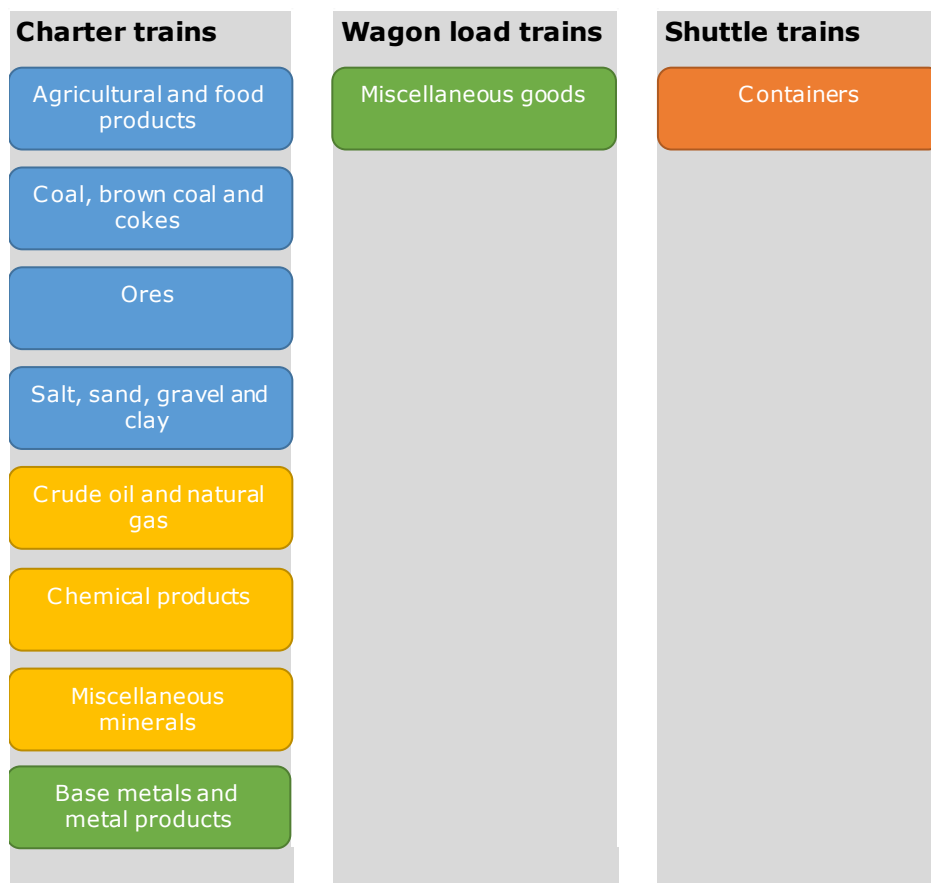 Charter trains
Agricultural and food
products
Coal, brown coal and
cokes
Ores
Salt, sand, gravel and
clay
Crude oil and natural
gas
Chemical products
Miscellaneous
minerals
Base metals and
metal products
Wagon load trains
Miscellaneous goods
Shuttle trains
Containers